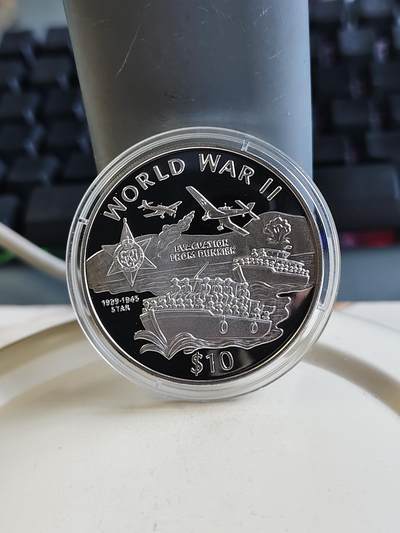 WORLD WAR II
EVACUATION
FROM DUNKIRK
1939-1945
STAR
$10